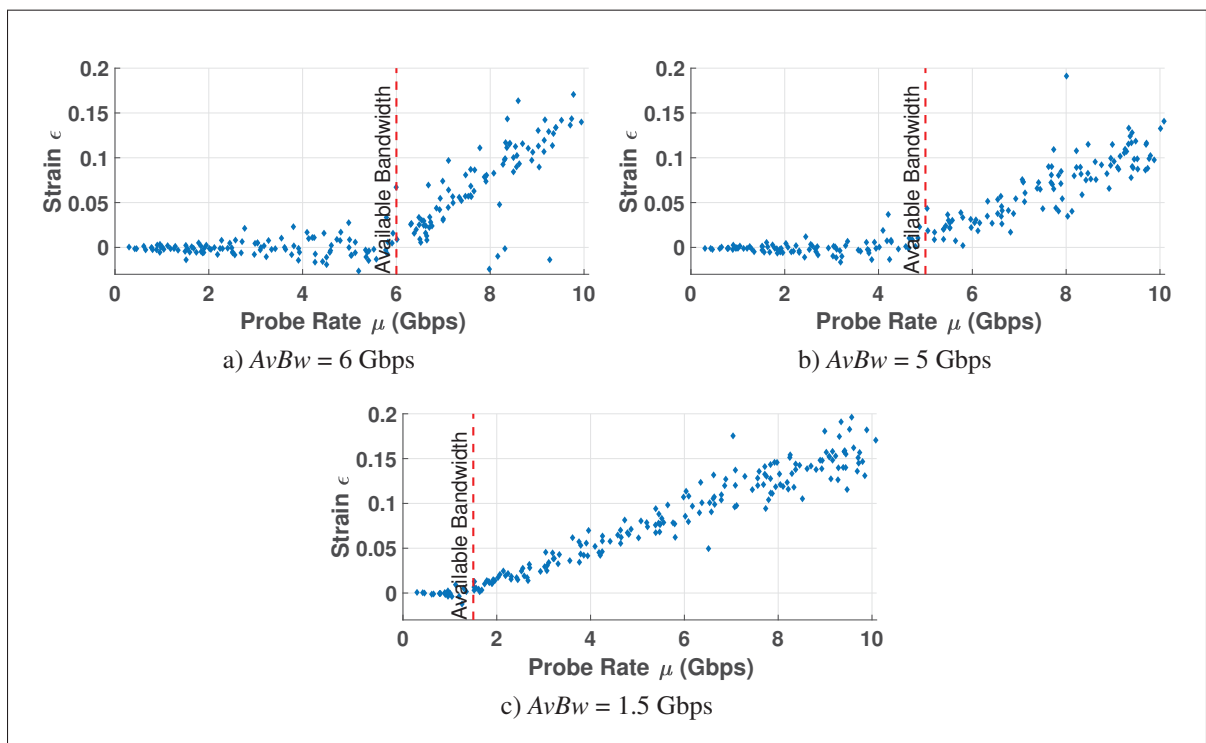 0.2
0.15
0.1
0.05
0
Strain ϵ
Available Bandwidth
0 2 4 6 8 10
Probe Rate μ (Gbps)
a) AvBw = 6 Gbps
0.2
0.15
0.1
0.05
0
Strain ϵ
Available Bandwidth
0 2 4 6 8 10
Probe Rate μ (Gbps)
b) AvBw = 5 Gbps
0.2
0.15
0.1
0.05
0
Strain ϵ
Available Bandwidth
0 2 4 6 8 10
Probe Rate μ (Gbps)
c) AvBw = 1.5 Gbps